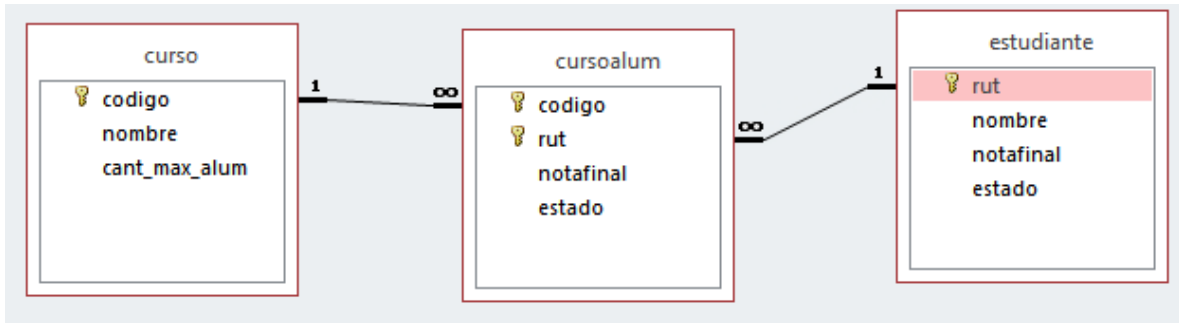 curso
codigo
nombre
cant_max_alum
1
∞
cursoalum
codigo
rut
notafinal
estado
∞
1
estudiante
rut
nombre
notafinal
estado